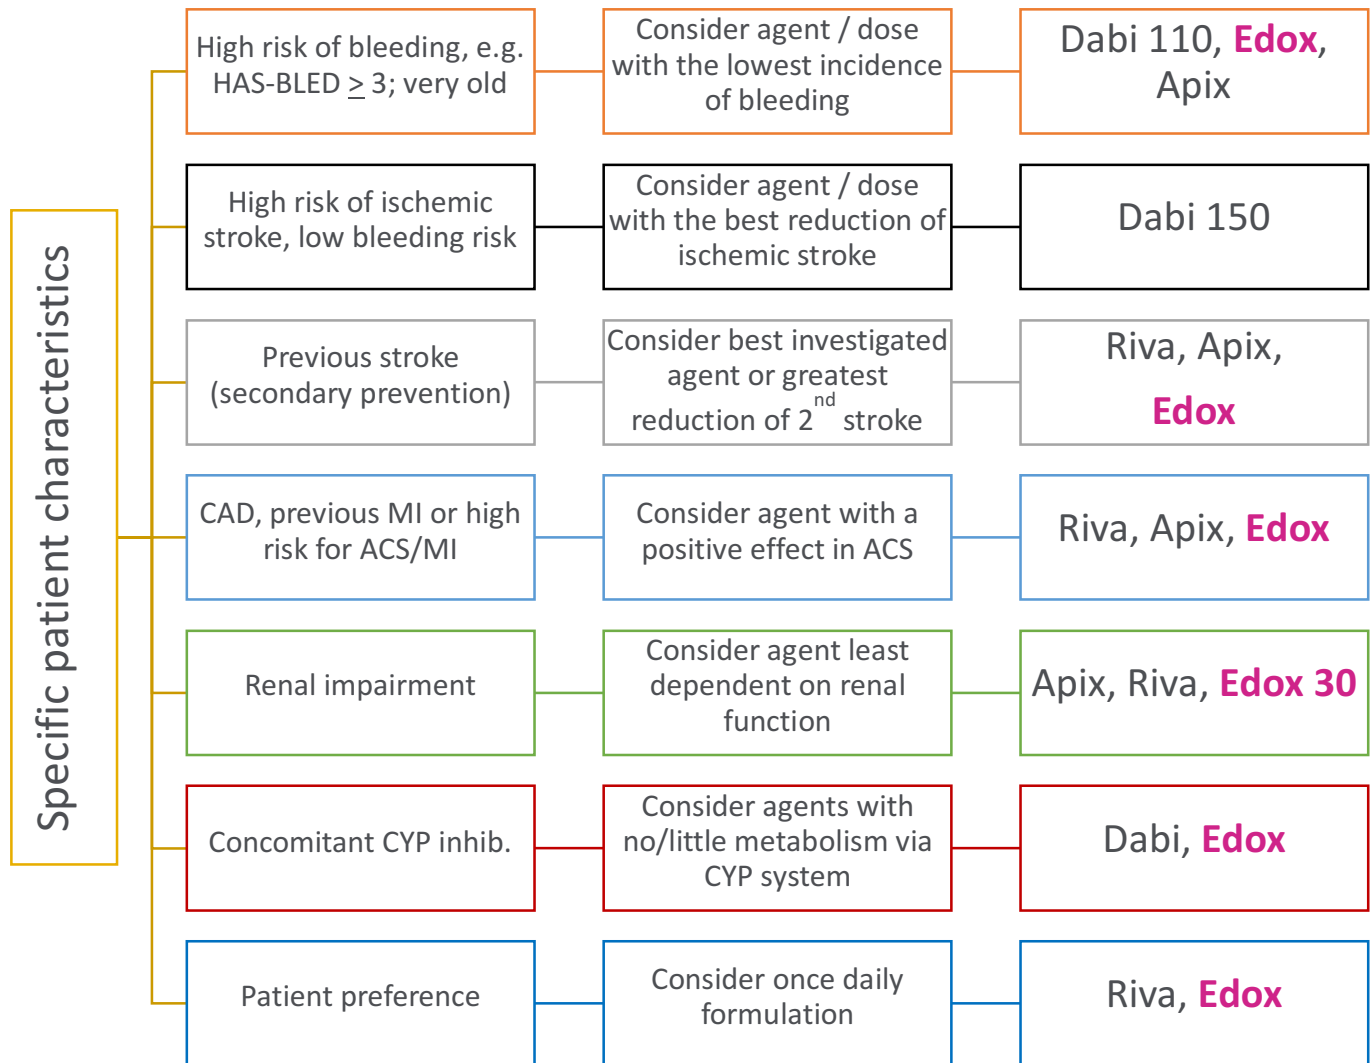 Specific patient characteristics
High risk of bleeding, e.g.
HAS-BLED ≥ 3; very old
Consider agent / dose
with the lowest incidence
of bleeding
Dabi 110, Edox,
Apix
High risk of ischemic
stroke, low bleeding risk
Consider agent / dose
with the best reduction of
ischemic stroke
Dabi 150
Previous stroke
(secondary prevention)
Consider best investigated
agent or greatest
reduction of 2nd stroke
Riva, Apix,
Edox
CAD, previous MI or high
risk for ACS/MI
Consider agent with a
positive effect in ACS
Riva, Apix, Edox
Renal impairment
Consider agent least
dependent on renal
function
Apix, Riva, Edox 30
Concomitant CYP inhib.
Consider agents with
no/little metabolism via
CYP system
Dabi, Edox
Patient preference
Consider once daily
formulation
Riva, Edox